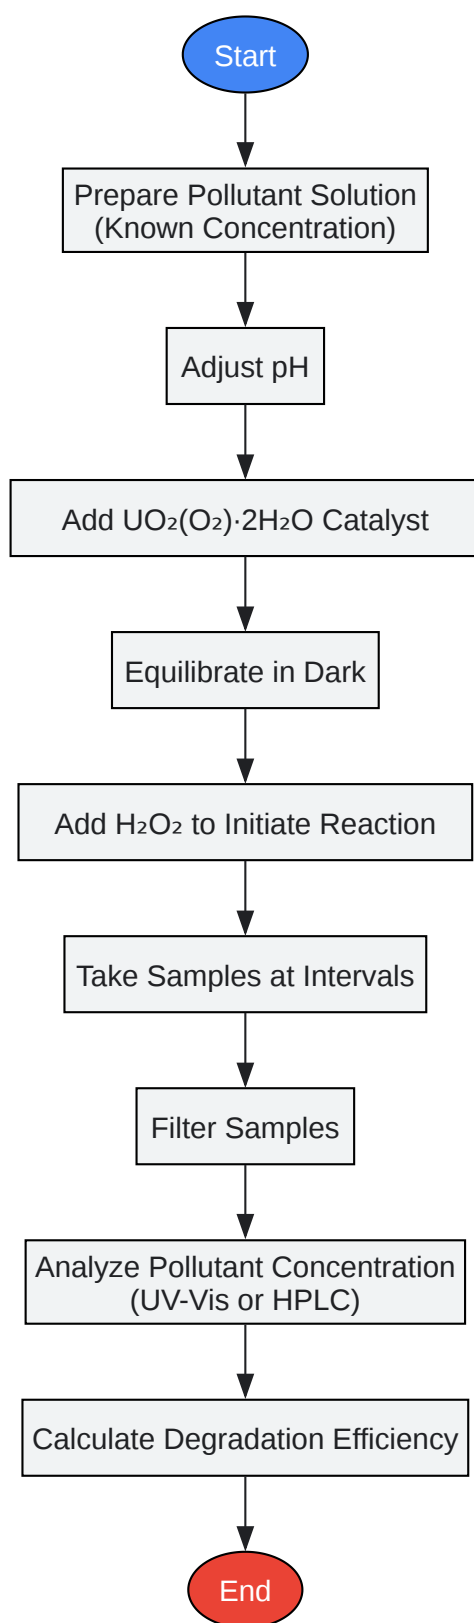 Start
Prepare Pollutant Solution
(Known Concentration)
Adjust pH
Add UO₂(O₂)·2H₂O Catalyst
Equilibrate in Dark
Add H₂O₂ to Initiate Reaction
Take Samples at Intervals
Filter Samples
Analyze Pollutant Concentration
(UV-Vis or HPLC)
Calculate Degradation Efficiency
End